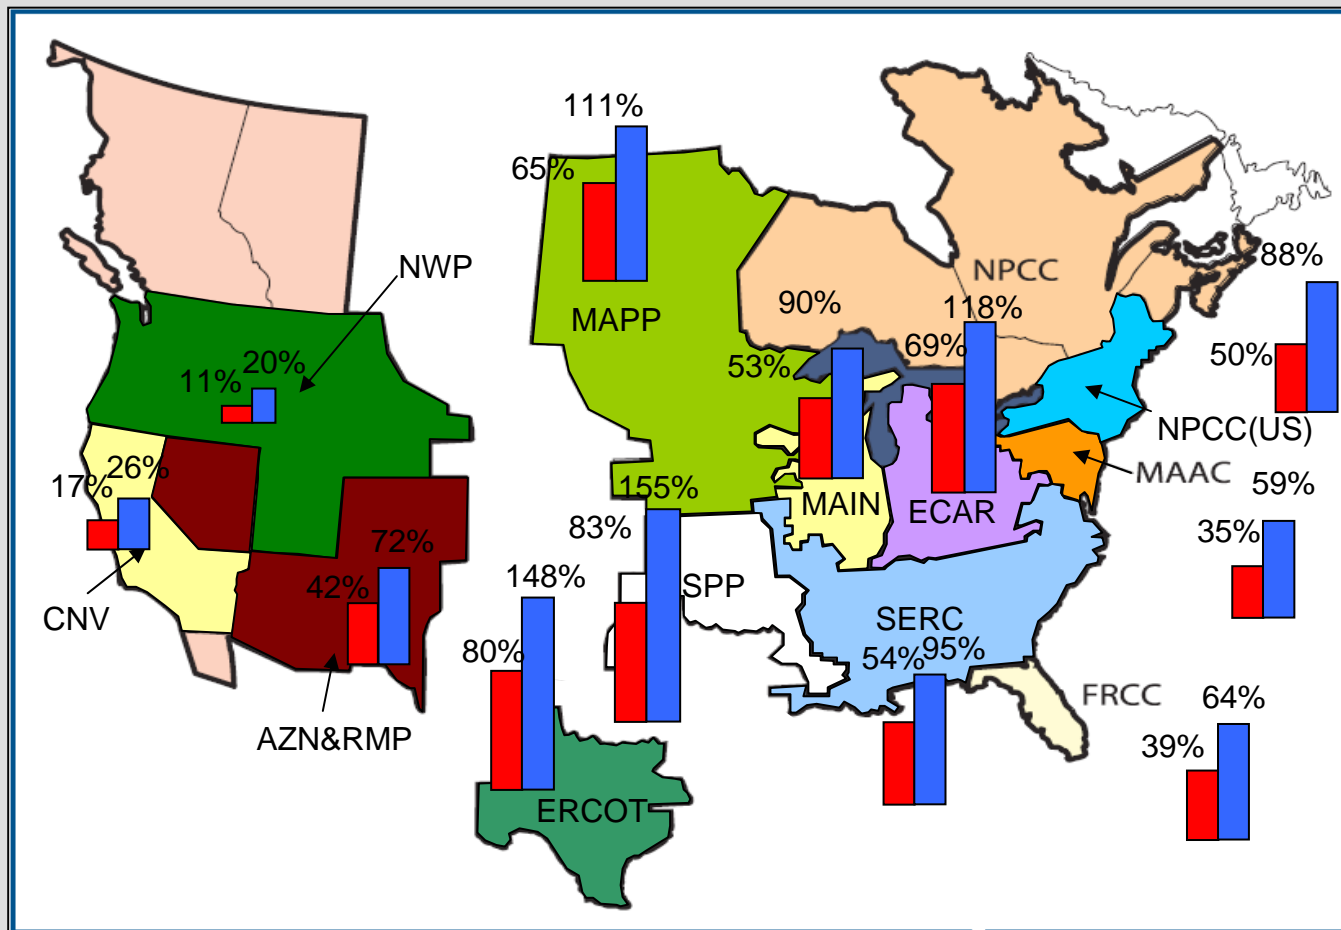 111%
65%
MAPP
NWP
20%
11%
17%
26%
CNV
72%
42%
AZN&RMP
NPCC
90%
53%
MAIN
118%
69%
ECAR
88%
50%
NPCC(US)
MAAC
59%
35%
155%
83%
SPP
148%
80%
ERCOT
SERC
54%
95%
FRCC
64%
39%